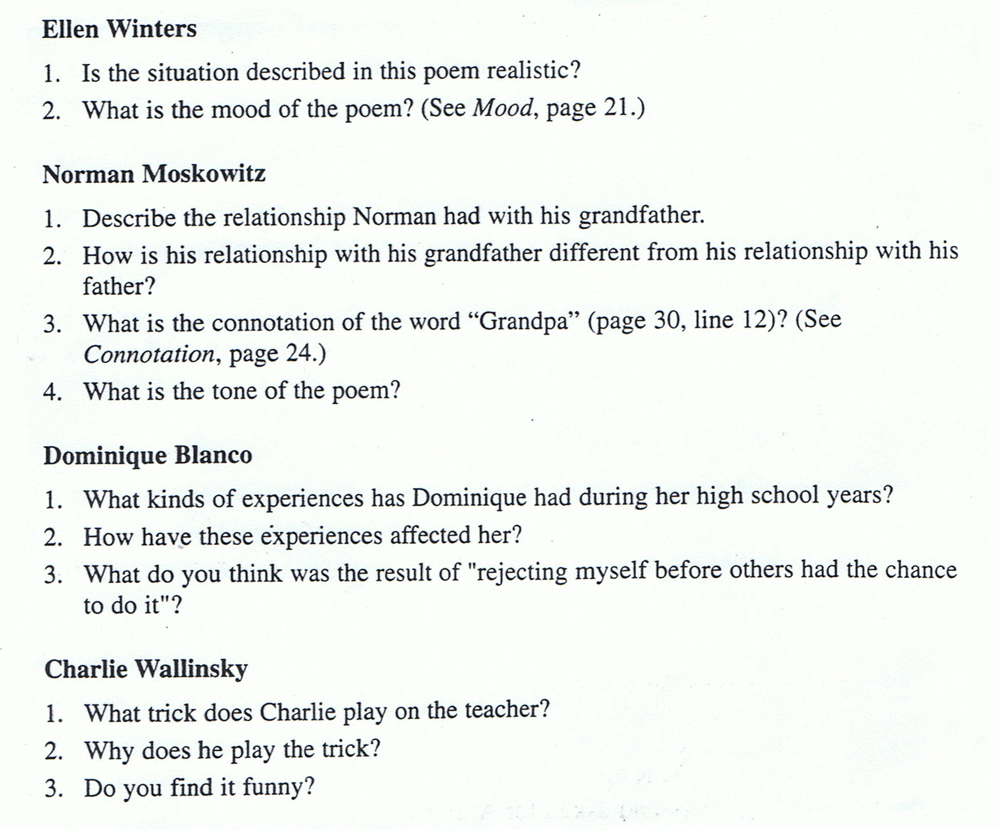 Ellen Winters
1. Is the situation described in this poem realistic?
2. What is the mood of the poem? (See Mood, page 21.)
Norman Moskowitz
1. Describe the relationship Norman had with his grandfather.
2. How is his relationship with his grandfather different from his relationship with his
father?
3. What is the connotation of the word “Grandpa” (page 30, line 12)? (See
Connotation, page 24.)
4. What is the tone of the poem?
Dominique Blanco
1. What kinds of experiences has Dominique had during her high school years?
2. How have these experiences affected her?
3. What do you think was the result of "rejecting myself before others had the chance
to do it"?
Charlie Wallinsky
1. What trick does Charlie play on the teacher?
2. Why does he play the trick?
3. Do you find it funny?